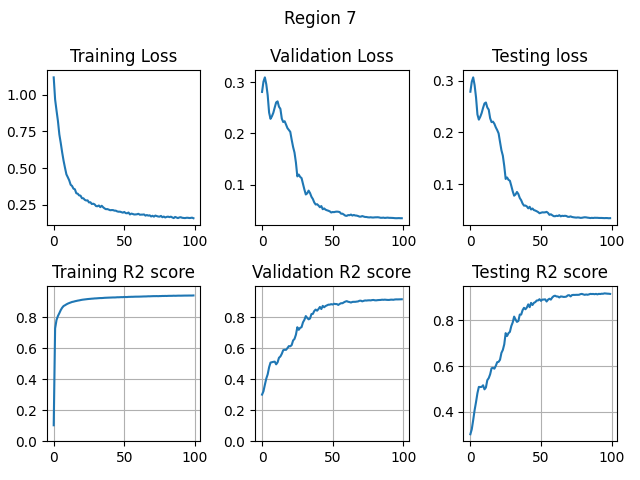 Region 7
Training Loss
Validation Loss
Testing loss
1.00
0.75
0.50
0.25
0 50 100
0.3
0.2
0.1
0 50 100
0.3
0.2
0.1
0 50 100
Training R2 score
Validation R2 score
Testing R2 score
0.8
0.6
0.4
0.2
0.0
0 50 100
0.8
0.6
0.4
0.2
0.0
0 50 100
0.8
0.6
0.4
0 50 100